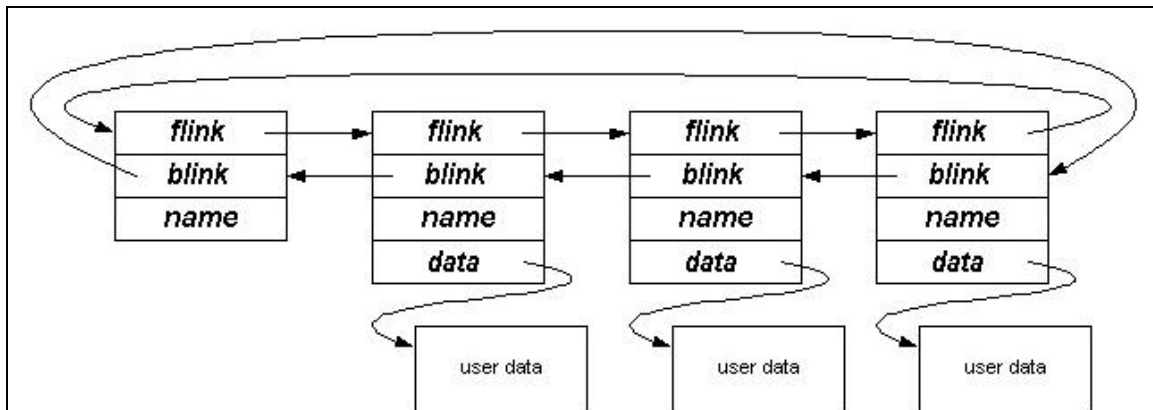 flink flink flink flink
blink blink blink blink
name name name name
data data data
user data user data user data